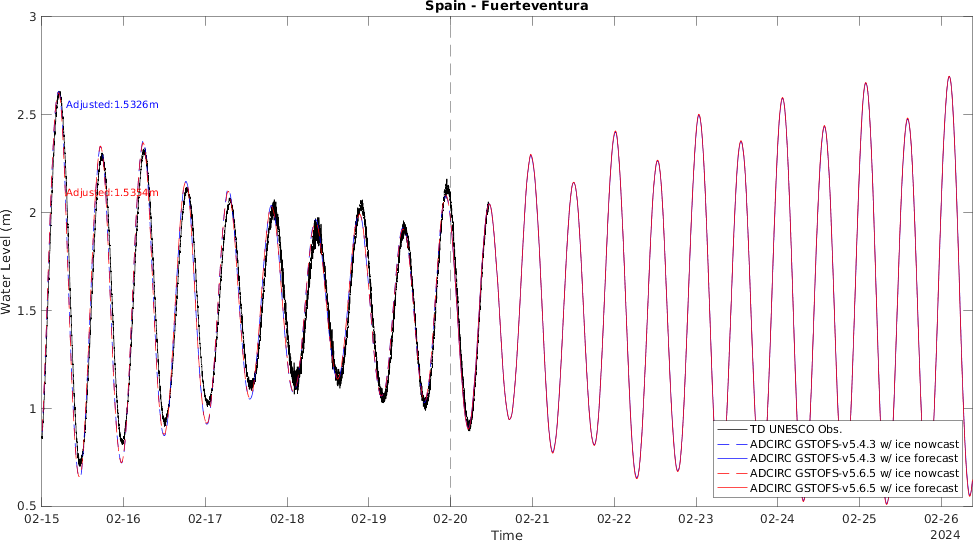 Spain - Fuerteventura
3
2.5
2
1.5
1
0.5
Water Level (m)
Adjusted:1.5326m
Adjusted:1.5354m
TD UNESCO Obs.
ADCIRC GSTOFS-v5.4.3 w/ ice nowcast
ADCIRC GSTOFS-v5.4.3 w/ ice forecast
ADCIRC GSTOFS-v5.6.5 w/ ice nowcast
ADCIRC GSTOFS-v5.6.5 w/ ice forecast
02-15 02-16 02-17 02-18 02-19 02-20 02-21 02-22 02-23 02-24 02-25 02-26
Time
2024